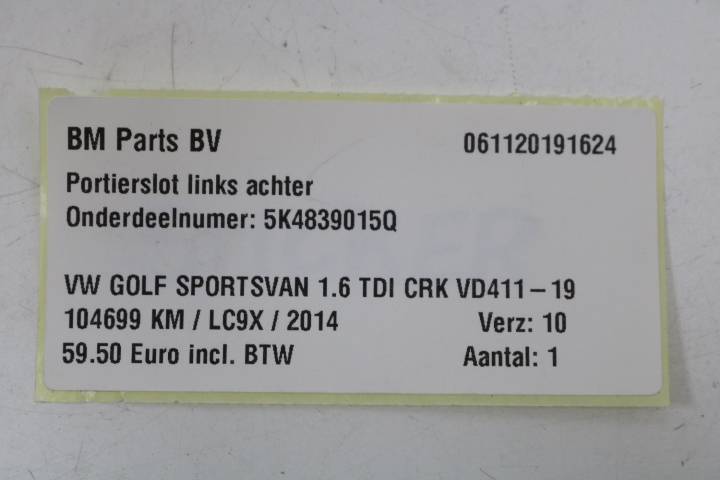 BM Parts BV 061120191624
Portierslot links achter
Onderdeelnumer: 5K4839015Q
VW GOLF SPORTSVAN 1.6 TDI CRK VD411-19
104699 KM / LC9X / 2014 Verz: 10
59.50 Euro incl. BTW Aantal: 1